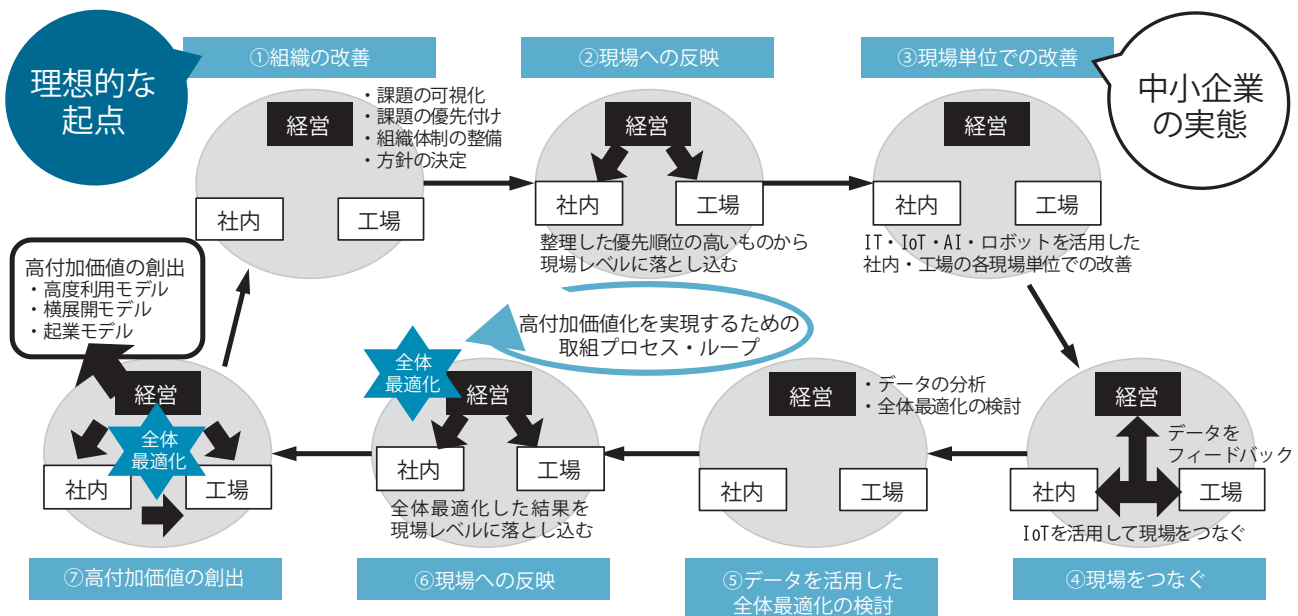 理想的な
起点
①組織の改善
経営
・課題の可視化
・課題の優先付け
・組織体制の整備
・方針の決定
社内
工場
②現場への反映
経営
社内
工場
整理した優先順位の高いものから
現場レベルに落とし込む
③現場単位での改善
経営
社内
工場
IT・IoT・AI・ロボットを活用した
社内・工場の各現場単位での改善
中小企業
の実態
高付加価値の創出
・高度利用モデル
・横展開モデル
・起業モデル
高付加価値化を実現するための
取組プロセス・ループ
経営
全体
最適化
社内
工場
⑦高付加価値の創出
全体
最適化
経営
社内
工場
全体最適化した結果を
現場レベルに落とし込む
⑥現場への反映
経営
・データの分析
・全体最適化の検討
社内
工場
⑤データを活用した
全体最適化の検討
経営
データを
フィードバック
社内
工場
IoTを活用して現場をつなぐ
④現場をつなぐ